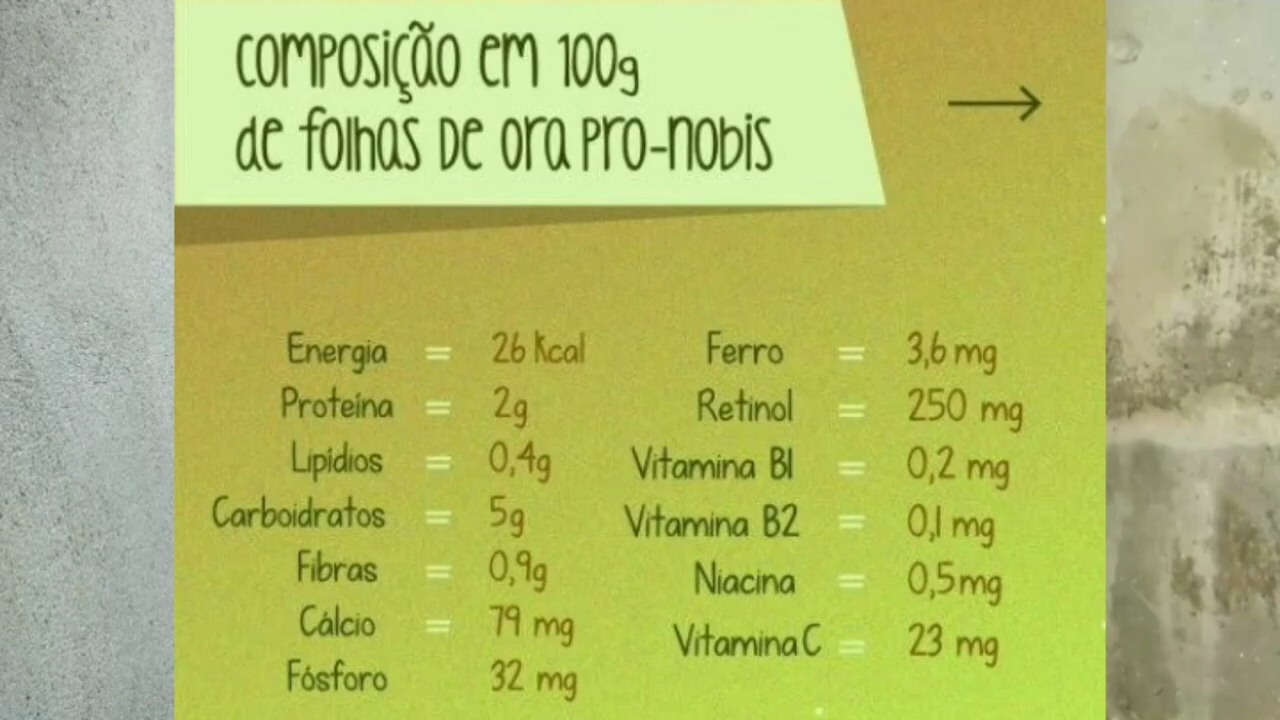 composição em 100g
de folhas de ora pro-nobis
Energia = 26 kcal
Proteína = 2g
Lipídios = 0,4g
Carboidratos = 5g
Fibras = 0,9g
Cálcio = 79 mg
Fósforo 32 mg
Ferro = 3,6 mg
Retinol = 250 mg
Vitamina B1 = 0,2 mg
Vitamina B2 = 0,1 mg
Niacina = 0,5 mg
Vitamina C = 23 mg